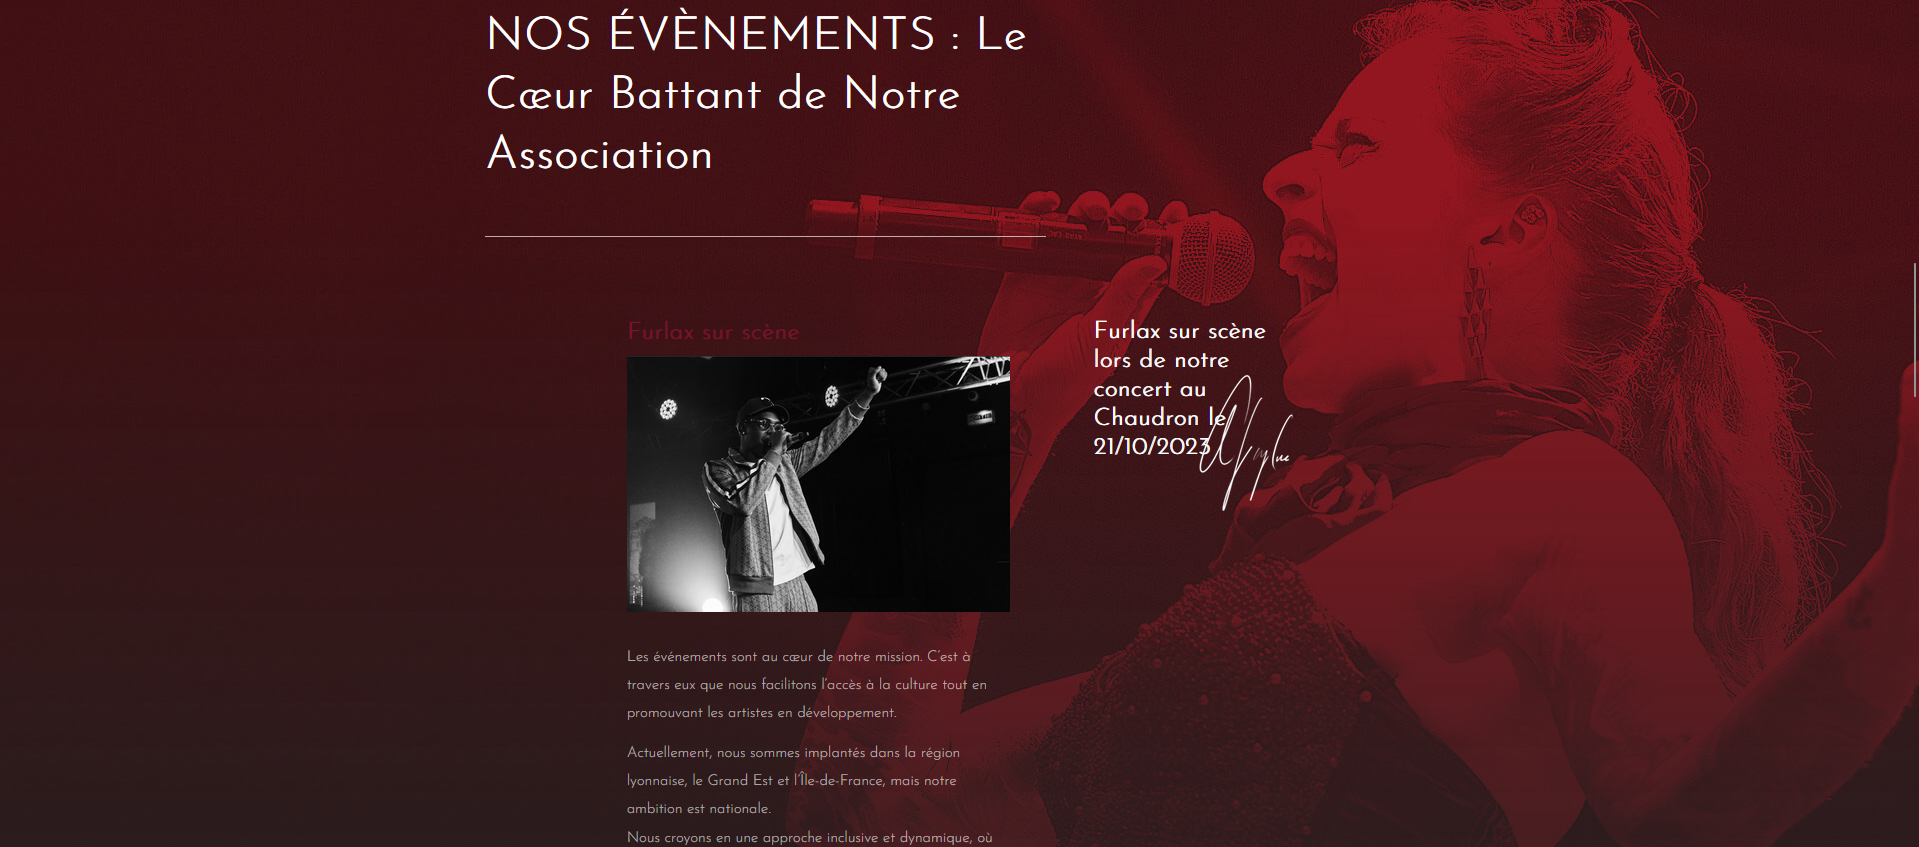 NOS ÉVÈNEMENTS : Le
Cœur Battant de Notre
Association
Furlax sur scène
Furlax sur scène
lors de notre
concert au
Chaudron le
21/10/2023
Les événements sont au cœur de notre mission. C'est à
travers eux que nous facilitons l'accès à la culture tout en
promouvant les artistes en développement.
Actuellement, nous sommes implantés dans la région
lyonnaise, le Grand Est et l'Île-de-France, mais notre
ambition est nationale.
Nous croyons en une approche inclusive et dynamique, où